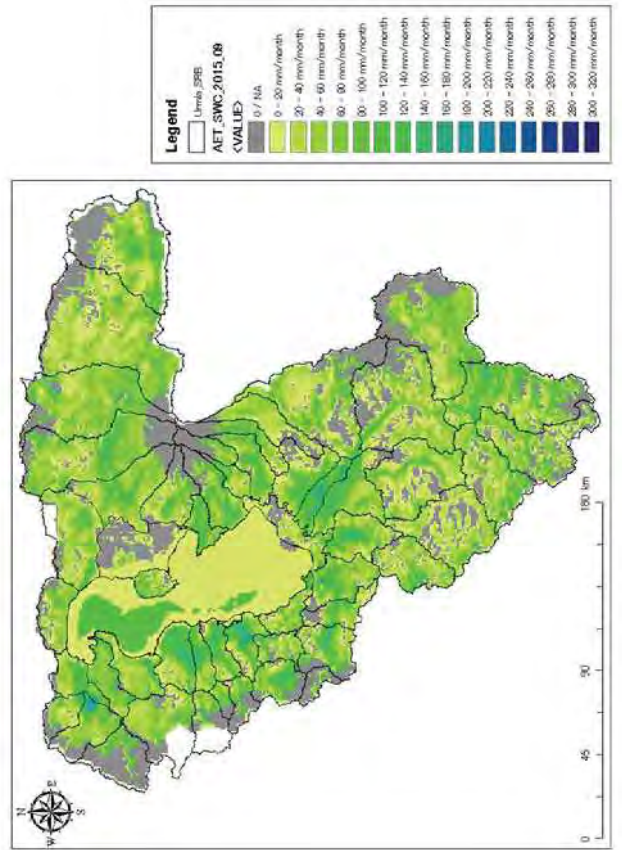 Legend
Urmia_SRB
AET_SWC_2015_09
<VALUE>
0 / NA
0 - 20 mm/month
20 - 40 mm/month
40 - 60 mm/month
60 - 80 mm/month
80 - 100 mm/month
100 - 120 mm/month
120 - 140 mm/month
140 - 160 mm/month
160 - 180 mm/month
180 - 200 mm/month
200 - 220 mm/month
220 - 240 mm/month
240 - 260 mm/month
260 - 280 mm/month
280 - 300 mm/month
300 - 320 mm/month
N
W E
S
0 45 90 180 km